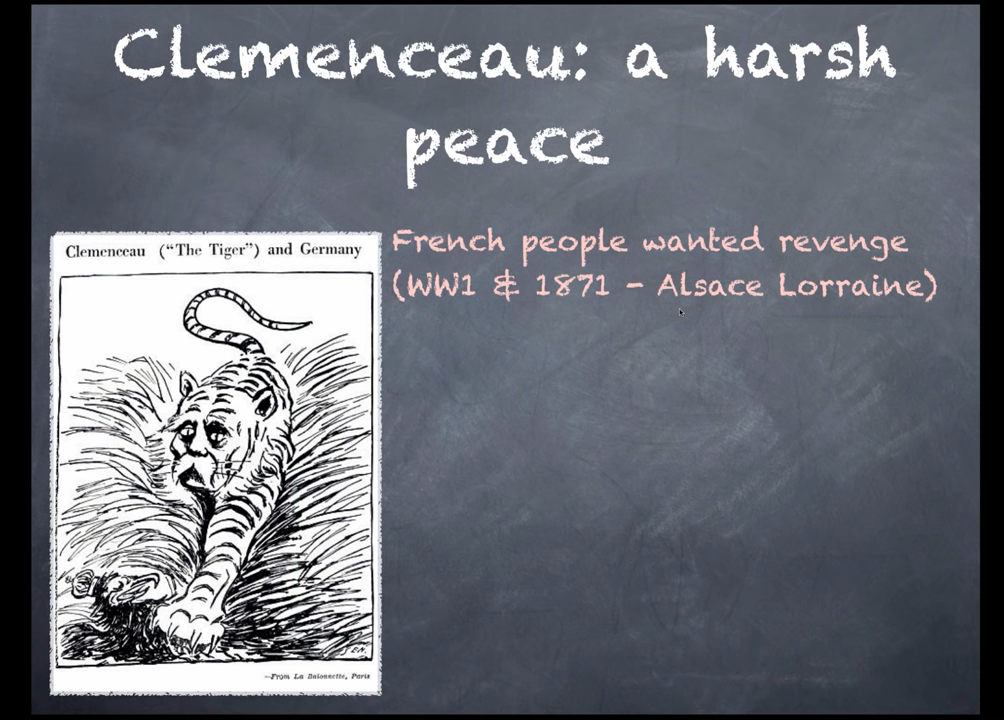 Clemenceau: a harsh
peace
Clemenceau ("The Tiger") and Germany
French people wanted revenge
(WW1 & 1871 - Alsace Lorraine)
E.N.
—From La Baionnette, Paris